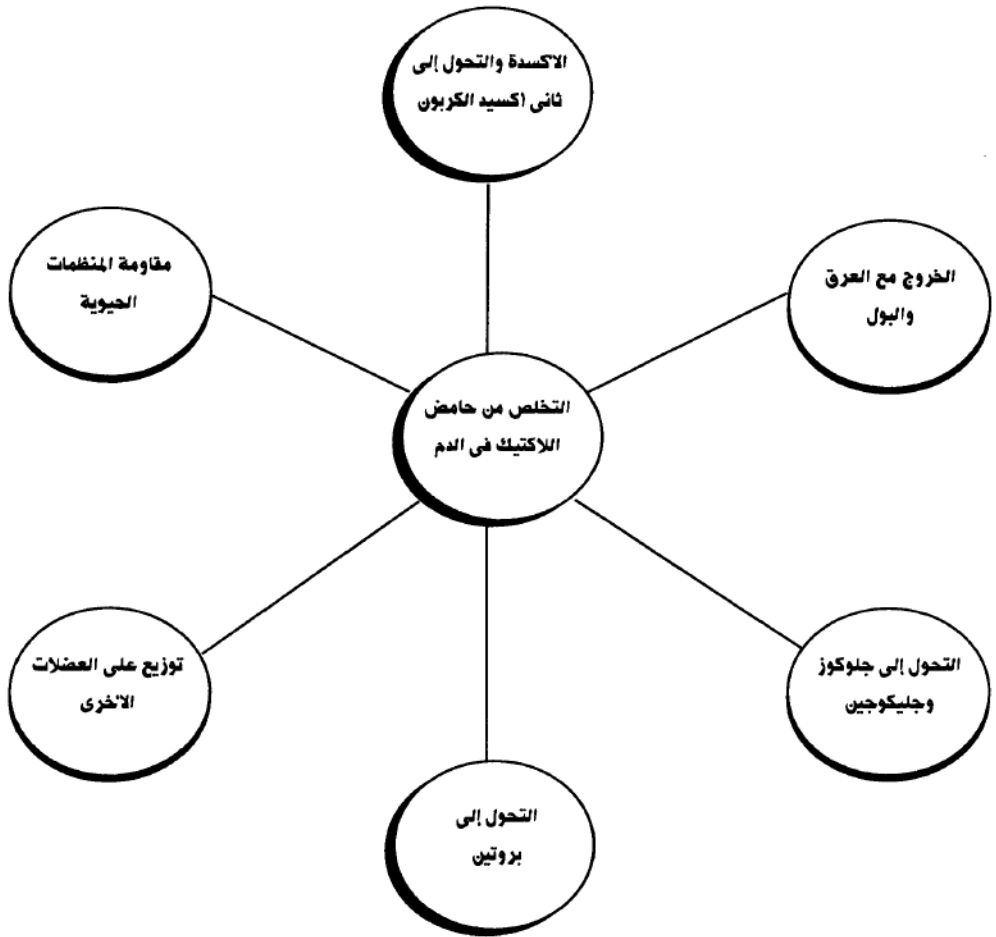 الاكسدة والتحول إلى
ثانى اكسيد الكربون
مقاومة المنظمات
الحيوية
الخروج مع العرق
والبول
التخلص من حامض
اللاكتيك فى الدم
توزيع على العضلات
الاخرى
التحول إلى جلوكوز
وجليكوجين
التحول إلى
بروتين